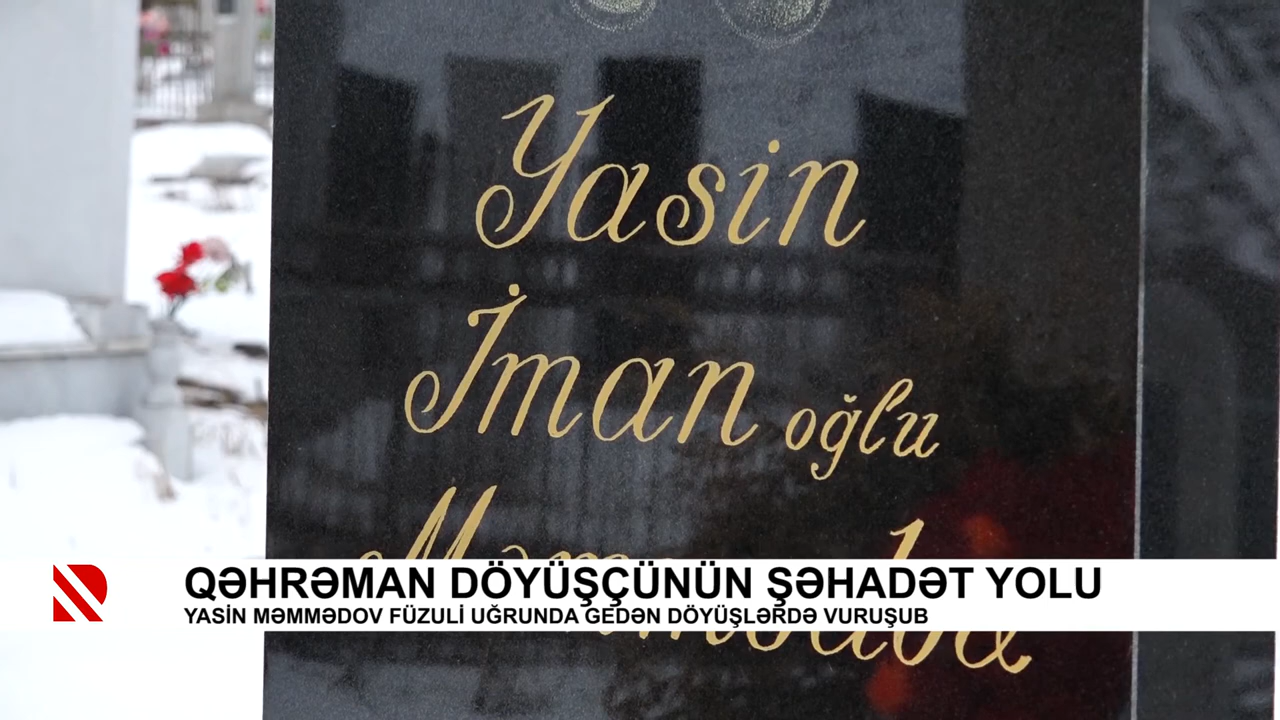 Yasin
İman oğlu
QƏHRƏMAN DÖYÜŞÇÜNÜN ŞƏHADƏT YOLU
YASİN MƏMMƏDOV FÜZULİ UĞRUNDA GEDƏN DÖYÜŞLƏRDƏ VURUŞUB